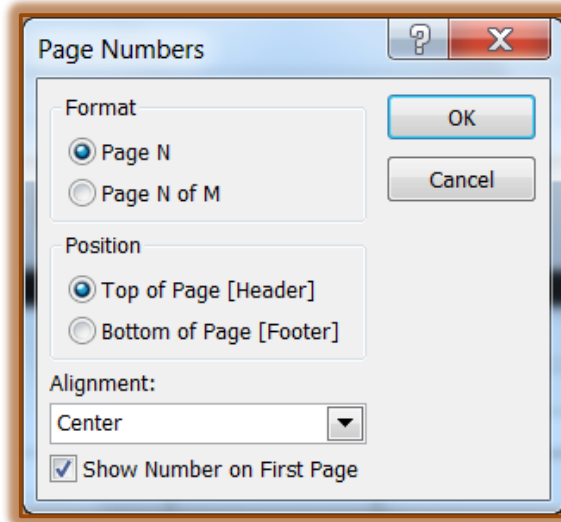 Page Numbers
Format
Page N
Page N of M
OK
Cancel
Position
Top of Page [Header]
Bottom of Page [Footer]
Alignment:
Center
Show Number on First Page